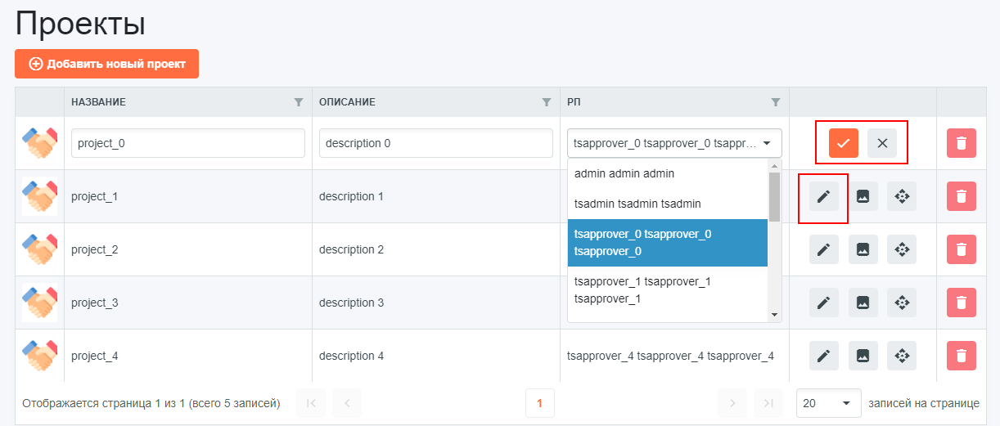 Проекты
Добавить новый проект
НАЗВАНИЕ ОПИСАНИЕ РП
project_0 description 0 tsapprover_0 tsapprover_0 tsappr...
admin admin admin
project_1 description 1
tsadmin tsadmin tsadmin
tsapprover_0 tsapprover_0
tsapprover_0
project_2 description 2
tsapprover_1 tsapprover_1
tsapprover_1
project_3 description 3
project_4 description 4 tsapprover_4 tsapprover_4 tsapprover_4
Отображается страница 1 из 1 (всего 5 записей) 1 20 записей на странице